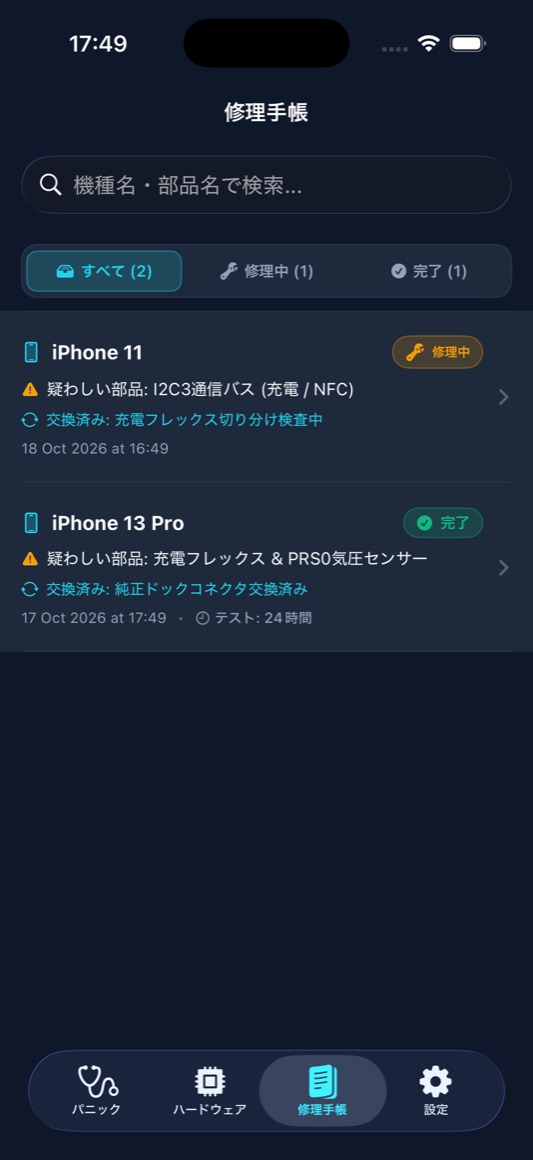 17:49
修理手帳
機種名・部品名で検索...
すべて (2)
修理中 (1)
完了 (1)
iPhone 11
修理中
疑わしい部品: I2C3通信バス (充電 / NFC)
交換済み: 充電フレックス切り分け検査中
18 Oct 2026 at 16:49
iPhone 13 Pro
完了
疑わしい部品: 充電フレックス & PRS0気圧センサー
交換済み: 純正ドックコネクタ交換済み
17 Oct 2026 at 17:49 • テスト: 24時間
パニック
ハードウェア
修理手帳
設定